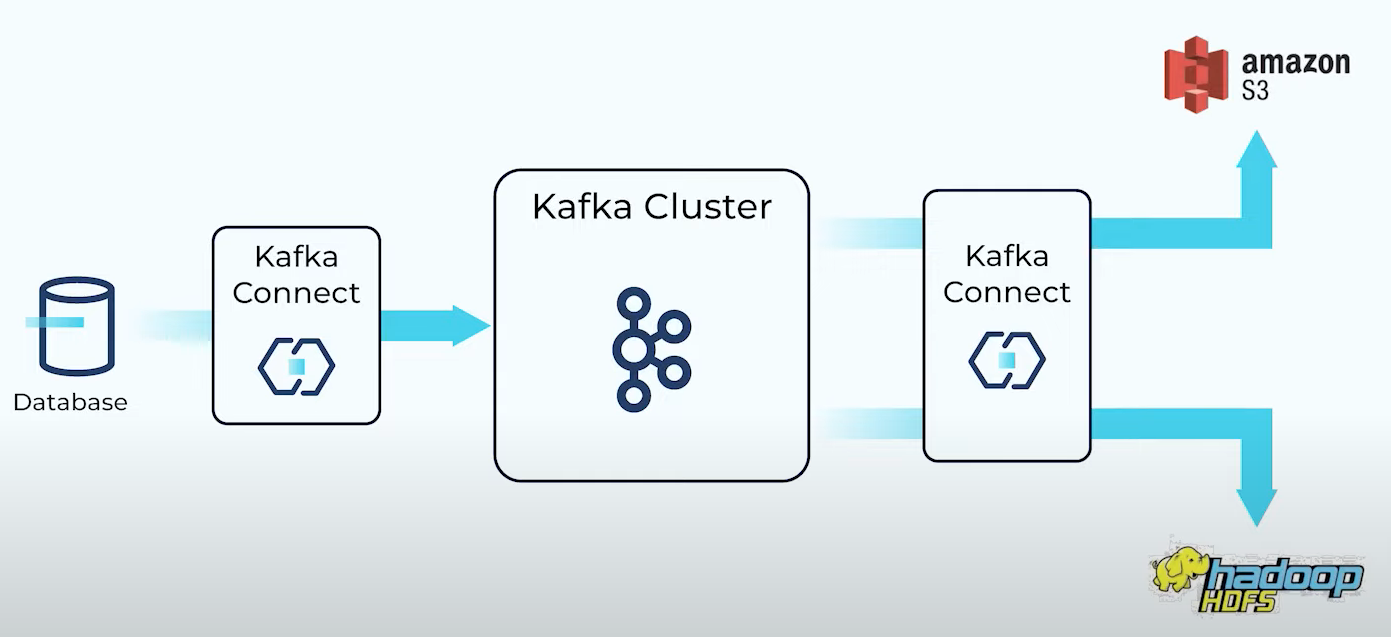 Database
Kafka
Connect
Kafka Cluster
Kafka
Connect
amazon
S3
hadoop
HDFS